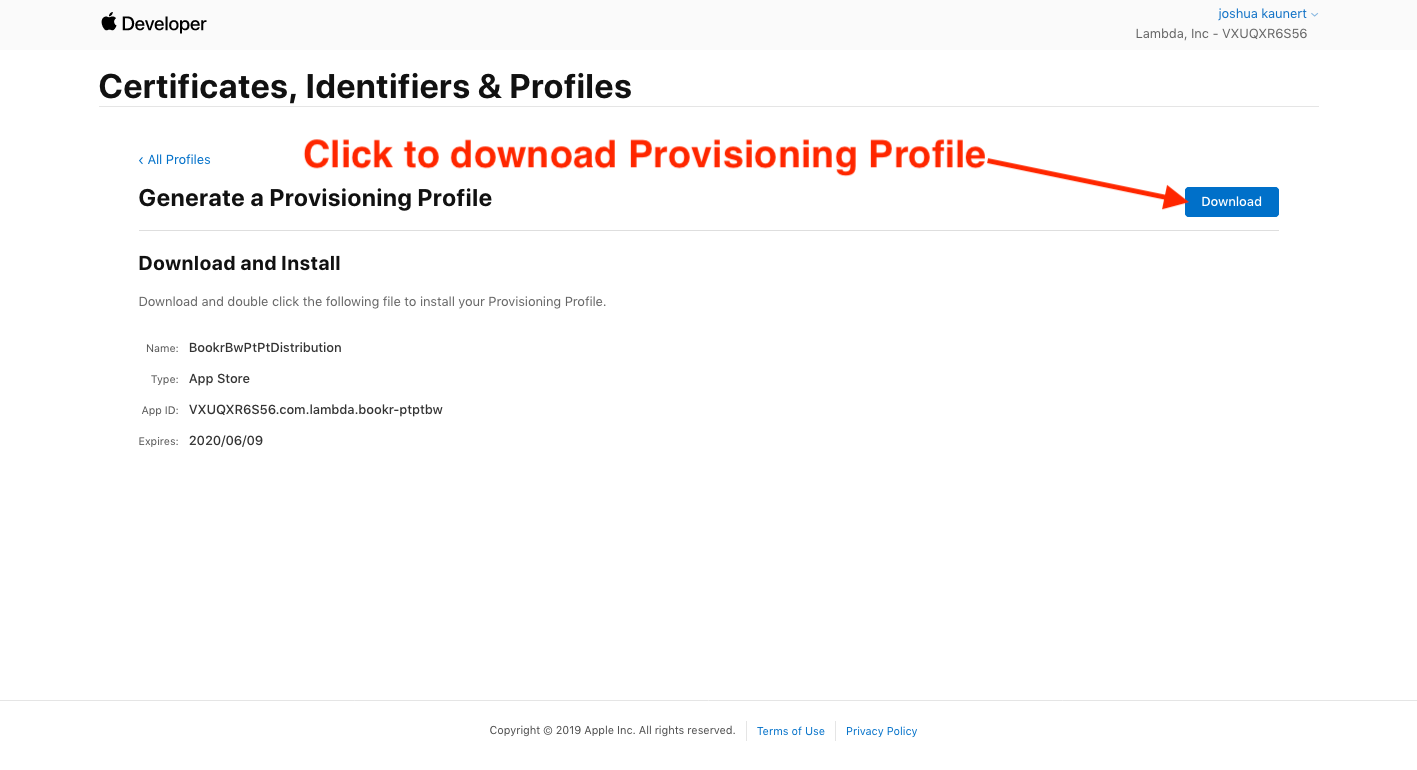 Developer
joshua kaunert
Lambda, Inc - VXUQXR6S56
Certificates, Identifiers & Profiles
‹ All Profiles
Click to downoad Provisioning Profile
Generate a Provisioning Profile
Download
Download and Install
Download and double click the following file to install your Provisioning Profile.
Name: BookrBwPtPtDistribution
Type: App Store
App ID: VXUQXR6S56.com.lambda.bookr-ptptbw
Expires: 2020/06/09
Copyright © 2019 Apple Inc. All rights reserved. Terms of Use Privacy Policy